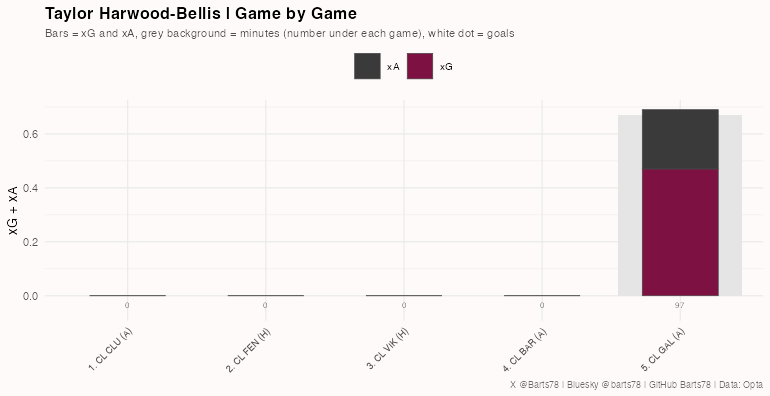 Taylor Harwood-Bellis | Game by Game
Bars = xG and xA, grey background = minutes (number under each game), white dot = goals
xA xG
xG + xA
0.6
0.4
0.2
0.0
0 0 0 0 97
1. CL CLU (A)
2. CL FEN (H)
3. CL VIK (H)
4. CL BAR (A)
5. CL GAL (A)
X @Barts78 | Bluesky @barts78 | GitHub Barts78 | Data: Opta